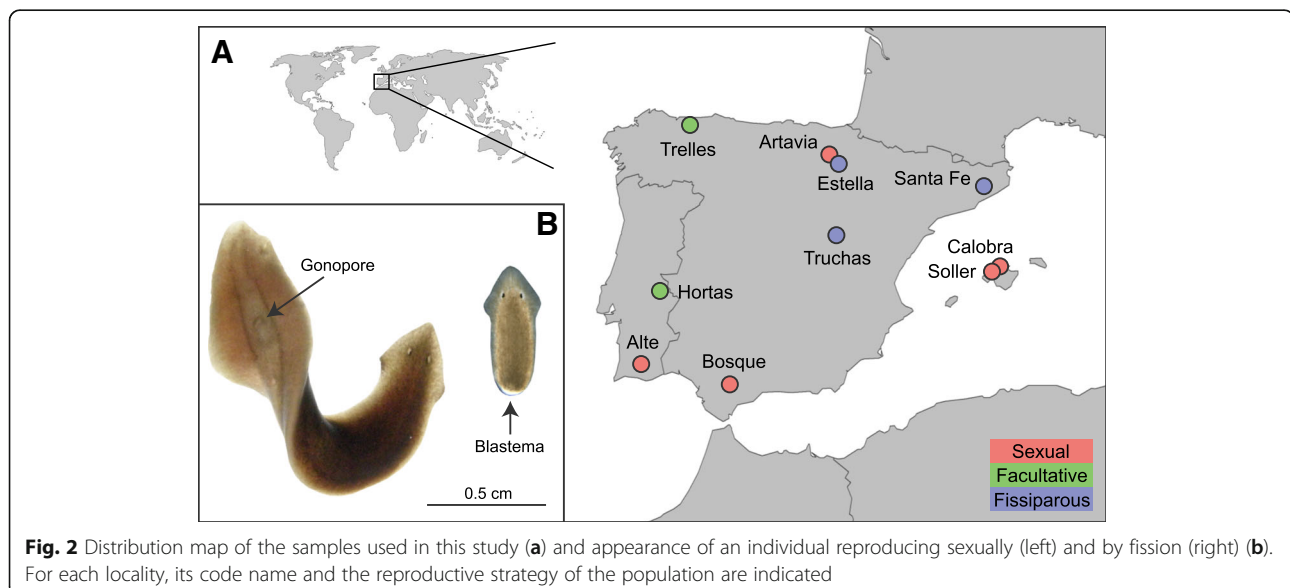 A
Trelles
Artavia
Estella
Santa Fe
Truchas
Calobra
Soller
Hortas
Alte
Bosque
Sexual
Facultative
Fissiparous
B
Gonopore
Blastema
0.5 cm
Fig. 2 Distribution map of the samples used in this study (a) and appearance of an individual reproducing sexually (left) and by fission (right) (b).
For each locality, its code name and the reproductive strategy of the population are indicated